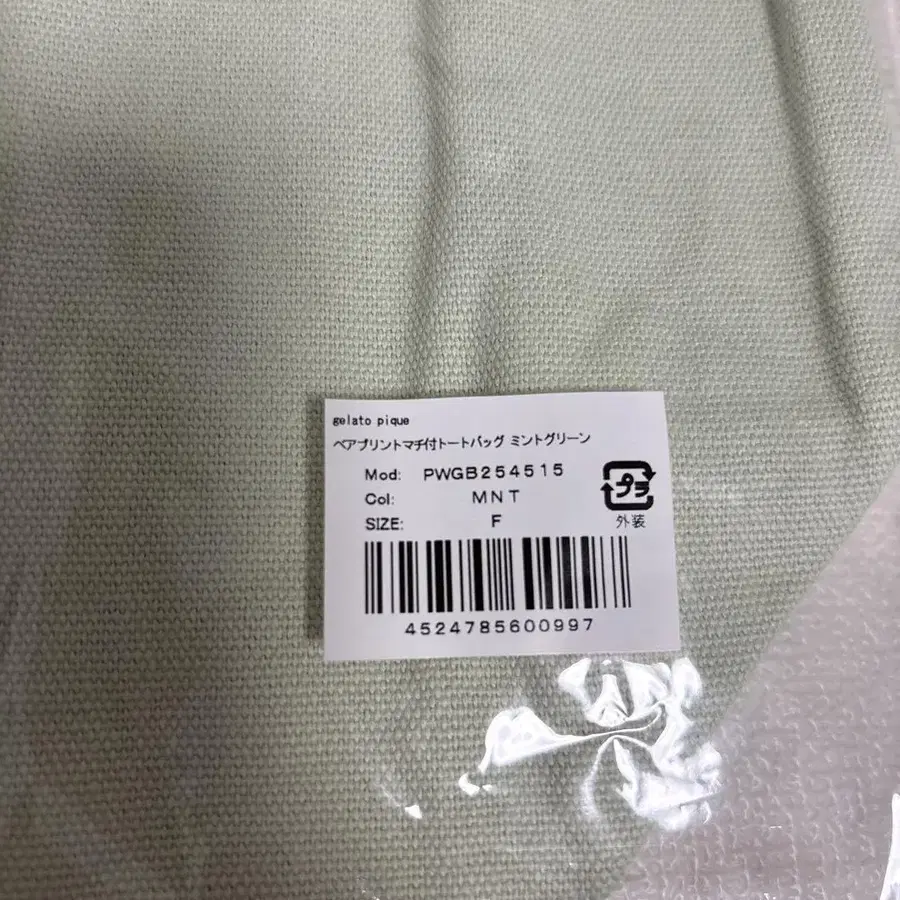 gelato pique
ベアプリントマチ付トートバッグ ミントグリーン
Mod: PWGB254515
Col: MNT
SIZE: F
プラ
外装
4524785600997